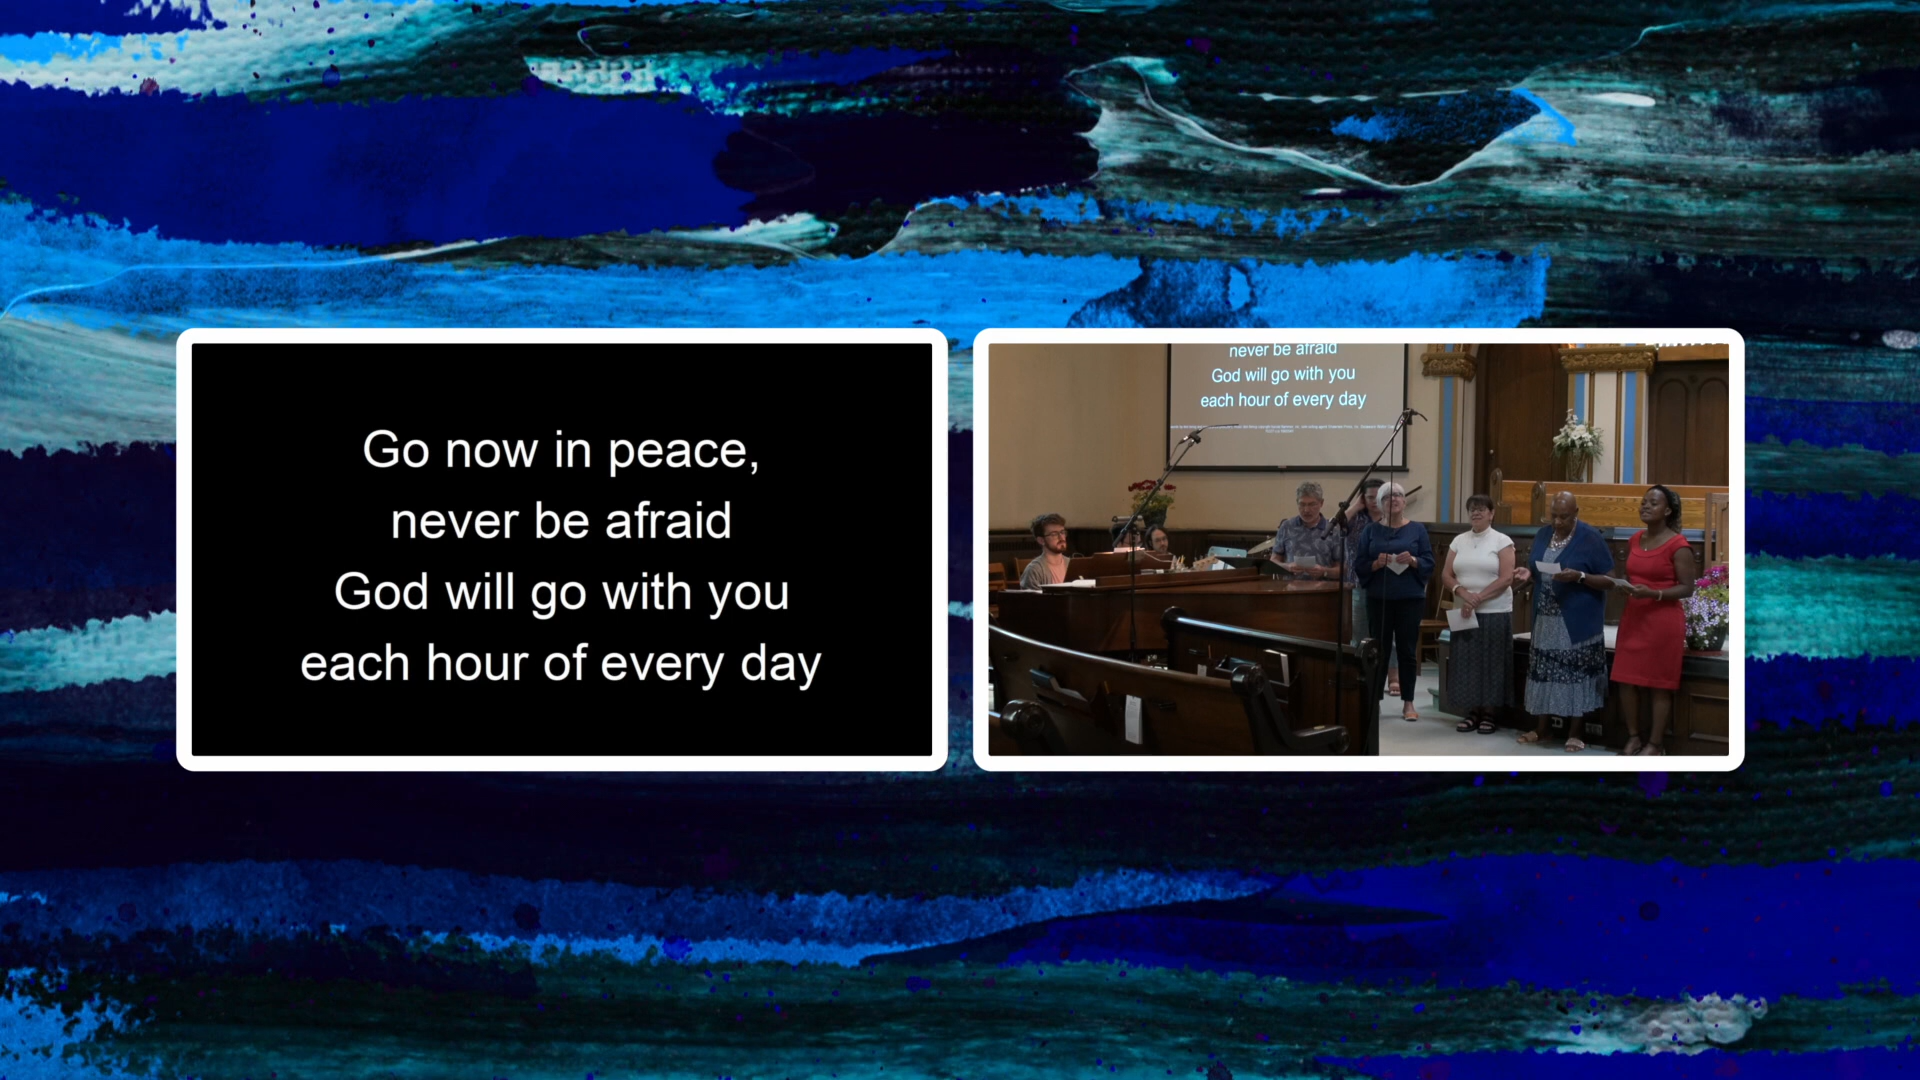 Go now in peace,
never be afraid
God will go with you
each hour of every day
never be afraid
God will go with you
each hour of every day